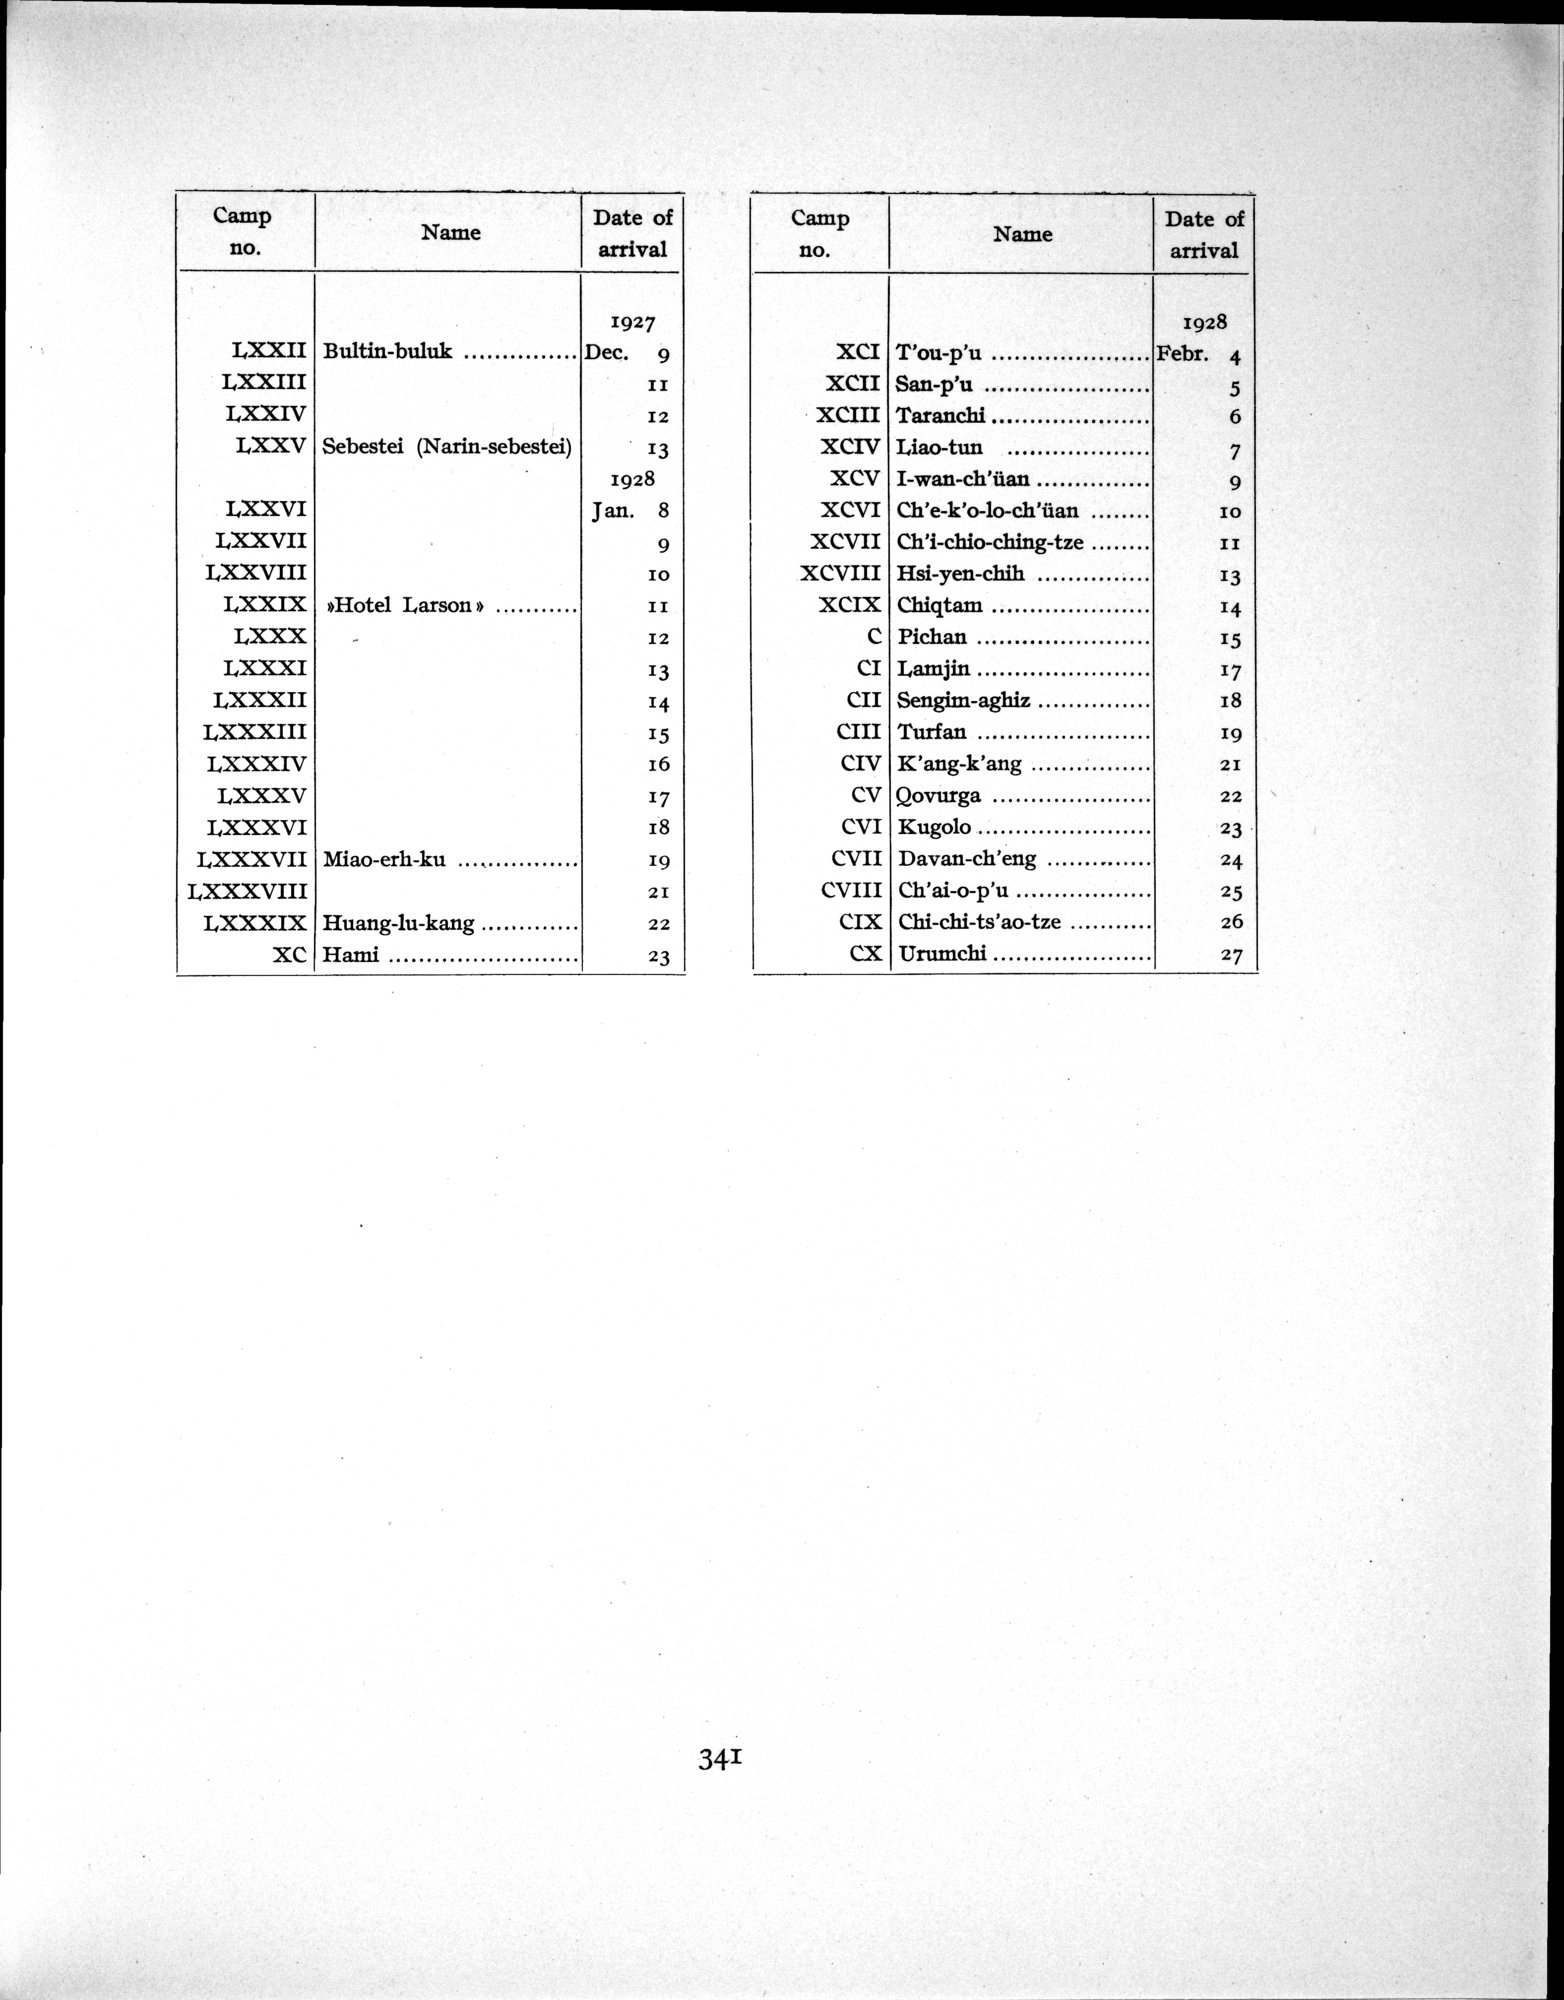 Camp no. Name Date of arrival
1927
LXXII Bultin-buluk ............... Dec. 9
LXXIII 11
LXXIV 12
LXXV Sebestei (Narin-sebestei) 13
1928
LXXVI Jan. 8
LXXVII 9
LXXVIII 10
LXXIX »Hotel Larson» ........... 11
LXXX 12
LXXXI 13
LXXXII 14
LXXXIII 15
LXXXIV 16
LXXXV 17
LXXXVI 18
LXXXVII Miao-erh-ku ................ 19
LXXXVIII 21
LXXXIX Huang-lu-kang ............. 22
XC Hami ......................... 23
Camp no. Name Date of arrival
1928
XCI T'ou-p'u ..................... Febr. 4
XCII San-p'u ...................... 5
XCIII Taranchi ..................... 6
XCIV Liao-tun ................... 7
XCV I-wan-ch'üan ............... 9
XCVI Ch'e-k'o-lo-ch'üan ........ 10
XCVII Ch'i-chio-ching-tze ........ 11
XCVIII Hsi-yen-chih ............... 13
XCIX Chiqtam ..................... 14
C Pichan ....................... 15
CI Lamjin ....................... 17
CII Sengim-aghiz ............... 18
CIII Turfan ....................... 19
CIV K'ang-k'ang ................ 21
CV Qovurga ..................... 22
CVI Kugolo ....................... 23
CVII Davan-ch'eng .............. 24
CVIII Ch'ai-o-p'u .................. 25
CIX Chi-chi-ts'ao-tze ........... 26
CX Urumchi ..................... 27
341